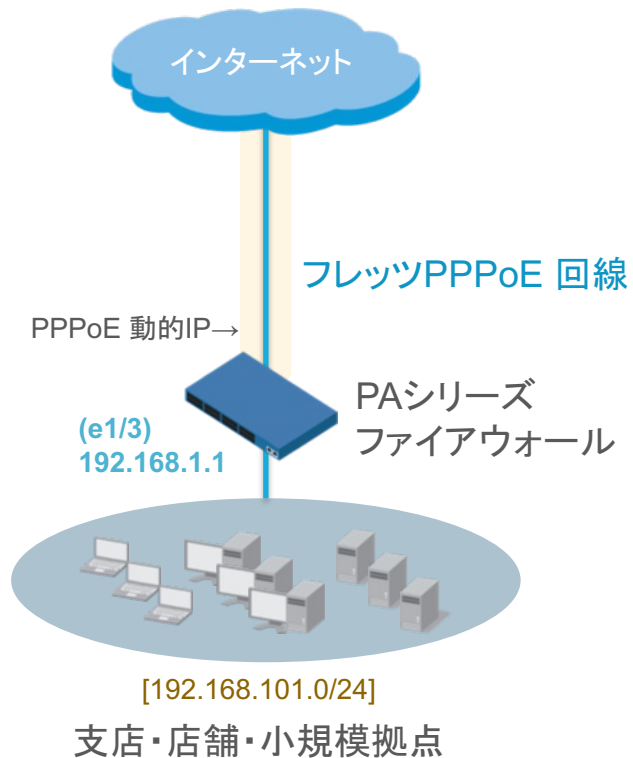 インターネット
フレッツPPPoE 回線
PPPoE 動的IP→
PAシリーズ
ファイアウォール
(e1/3)
192.168.1.1
[192.168.101.0/24]
支店・店舗・小規模拠点